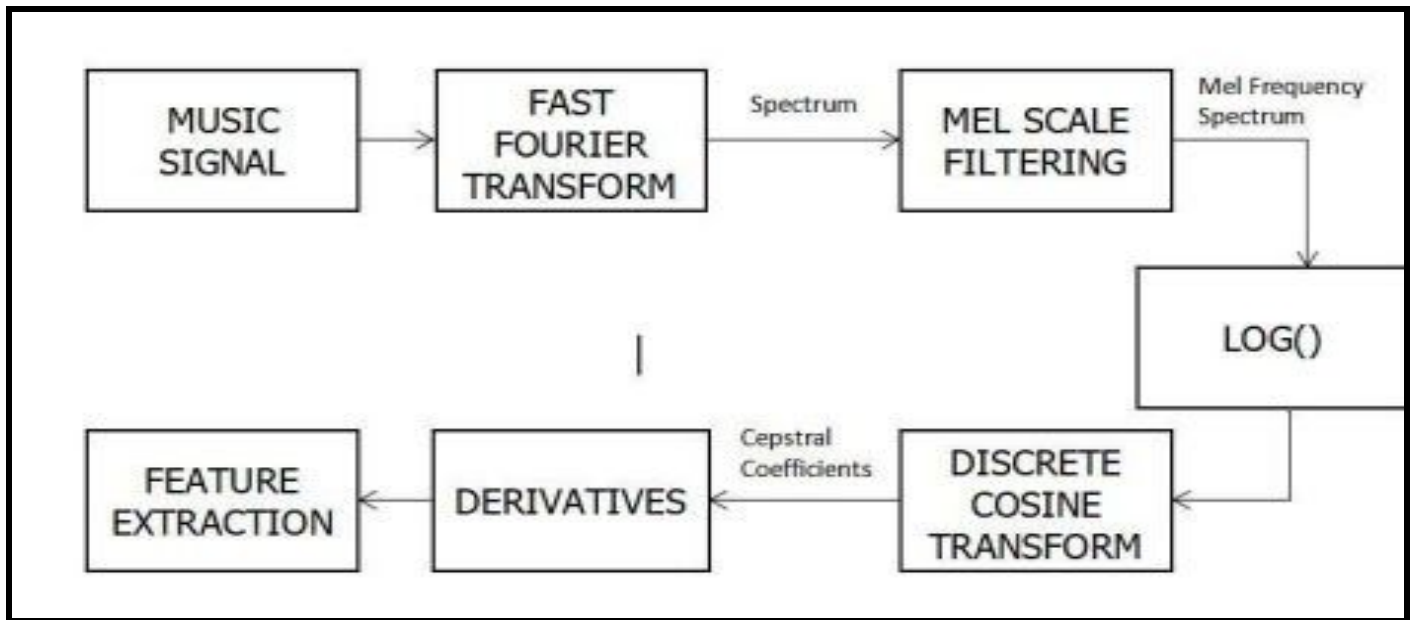 MUSIC
SIGNAL
FAST
FOURIER
TRANSFORM
Spectrum
MEL SCALE
FILTERING
Mel Frequency
Spectrum
LOG()
DISCRETE
COSINE
TRANSFORM
Cepstral
Coefficients
DERIVATIVES
FEATURE
EXTRACTION